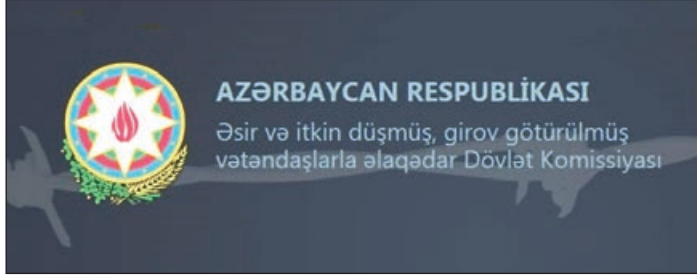 AZƏRBAYCAN RESPUBLİKASI
Əsir və itkin düşmüş, girov götürülmüş
vətəndaşlarla əlaqədar Dövlət Komissiyası